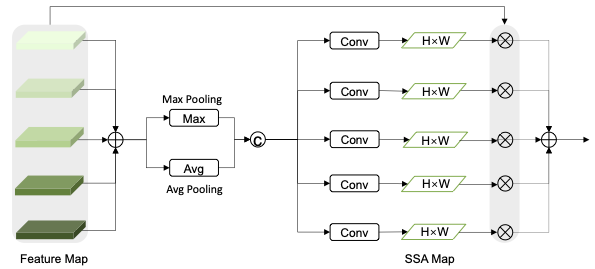 Conv H×W
Max Pooling
Conv H×W
Max
C
Conv H×W
Avg
Avg Pooling
Conv H×W
Conv H×W
Feature Map
SSA Map